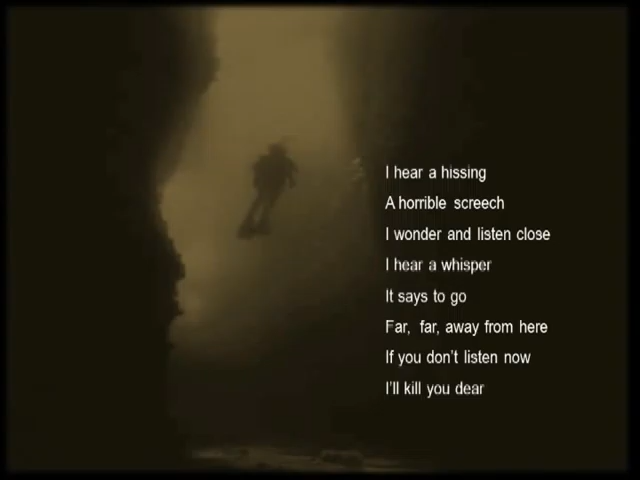 I hear a hissing
A horrible screech
I wonder and listen close
I hear a whisper
It says to go
Far, far, away from here
If you don't listen now
I'll kill you dear